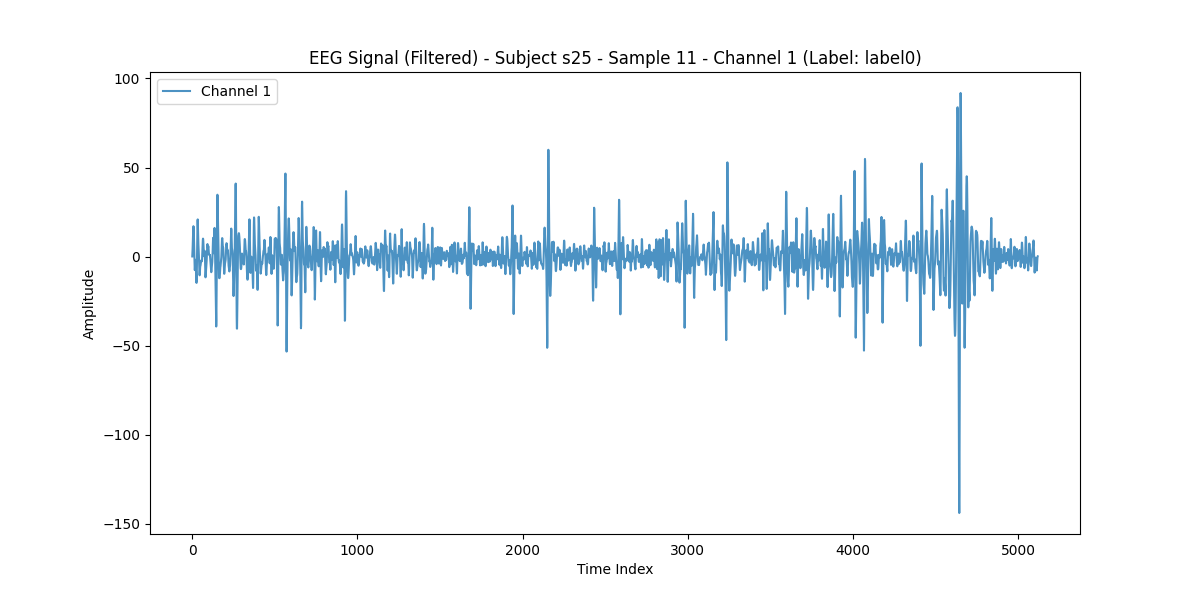 EEG Signal (Filtered) - Subject s25 - Sample 11 - Channel 1 (Label: label0)
Channel 1
100
50
0
−50
−100
−150
Amplitude
0 1000 2000 3000 4000 5000
Time Index